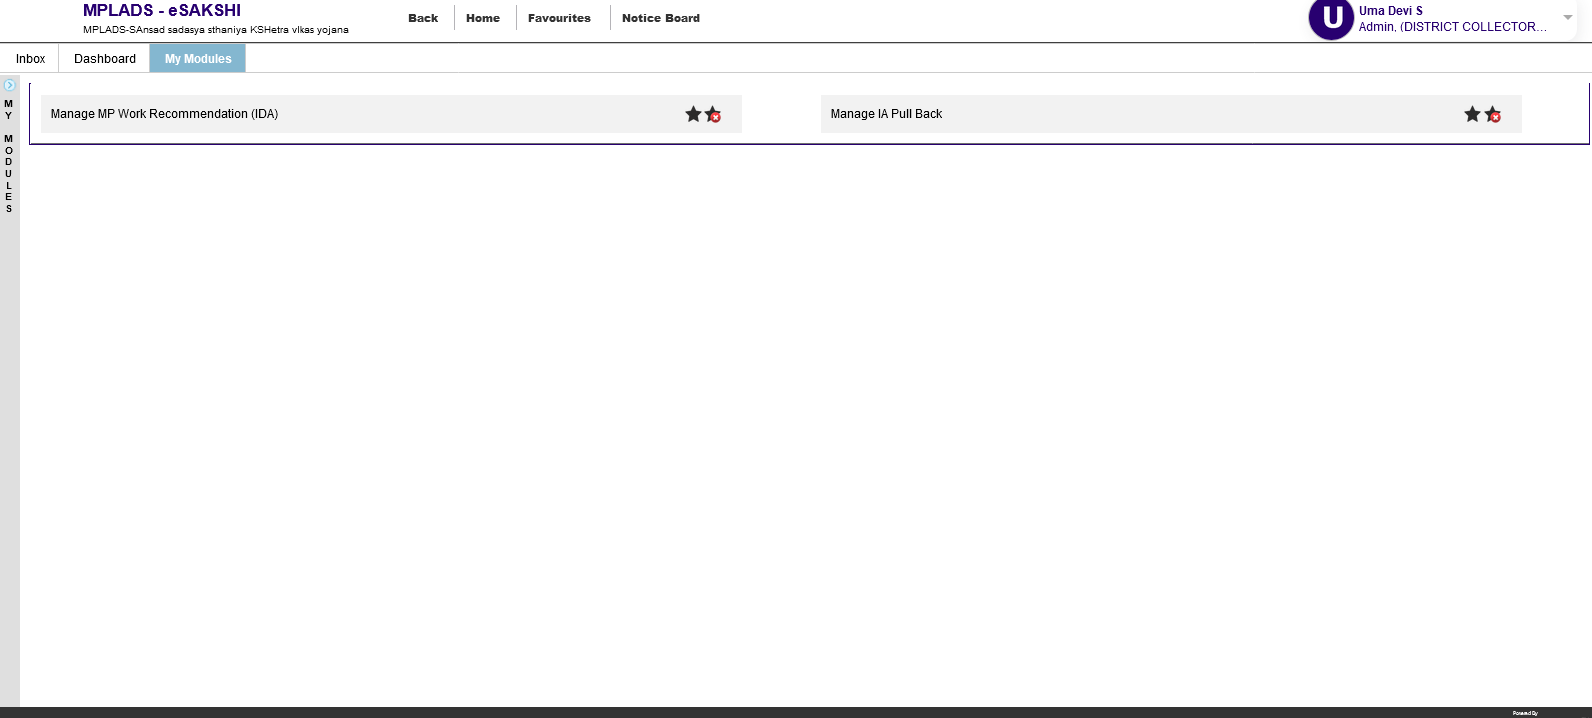 MPLADS - eSAKSHI
MPLADS-SAnsad sadasya sthaniya KSHetra vIkas yojana
Back
Home
Favourites
Notice Board
U
Uma Devi S
Admin, (DISTRICT COLLECTOR...
Inbox
Dashboard
My Modules
MY MODULES
Manage MP Work Recommendation (IDA)
Manage IA Pull Back
Powered By